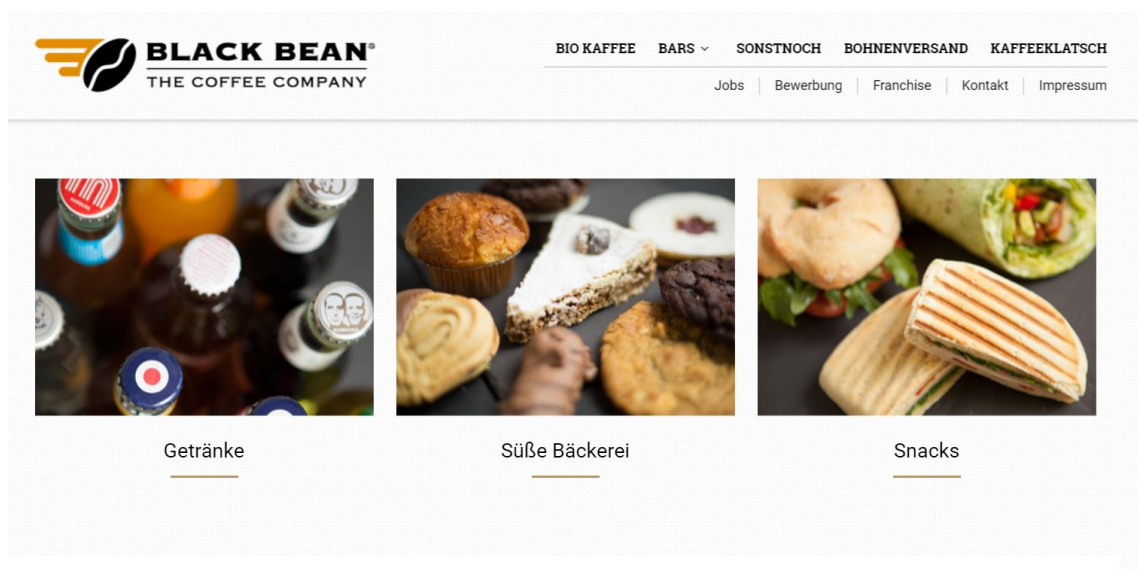 BLACK BEAN®
THE COFFEE COMPANY
BIO KAFFEE BARS SONSTNOCH BOHNENVERSAND KAFFEEKLATSCH
Jobs Bewerbung Franchise Kontakt Impressum
Getränke Süße Bäckerei Snacks